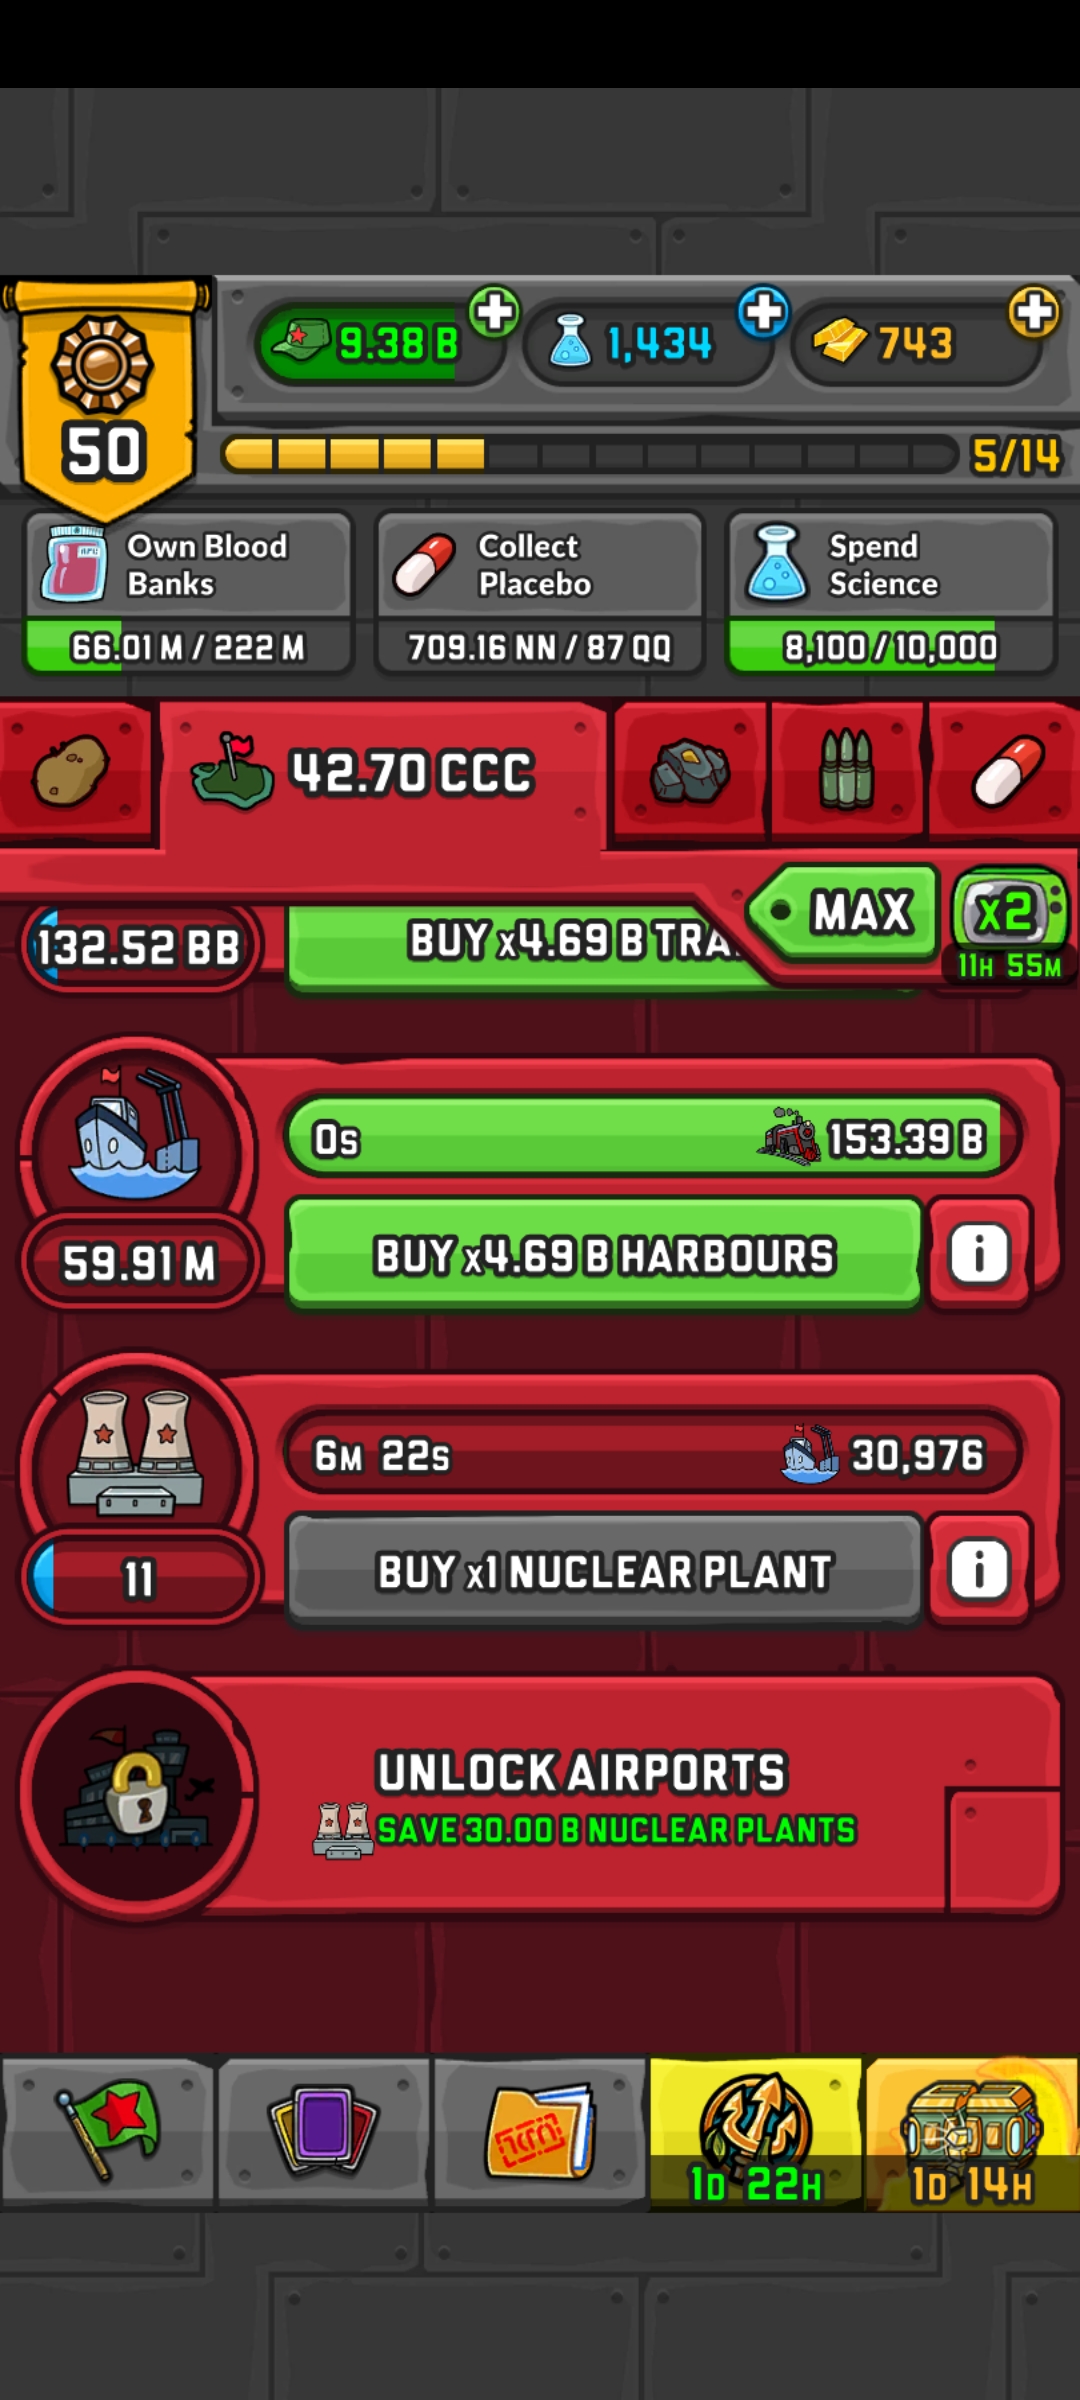 9.38 B
1,434
743
50
5/14
Own Blood
Banks
66.01 M / 222 M
Collect
Placebo
709.16 NN / 87 QQ
Spend
Science
8,100 / 10,000
42.70 CCC
MAX
x2
11H 55M
132.52 BB
BUY x4.69 B TRA
0s
153.39 B
59.91 M
BUY x4.69 B HARBOURS
i
6M 22s
30,976
11
BUY x1 NUCLEAR PLANT
i
UNLOCK AIRPORTS
SAVE 30.00 B NUCLEAR PLANTS
1D 22H
1D 14H